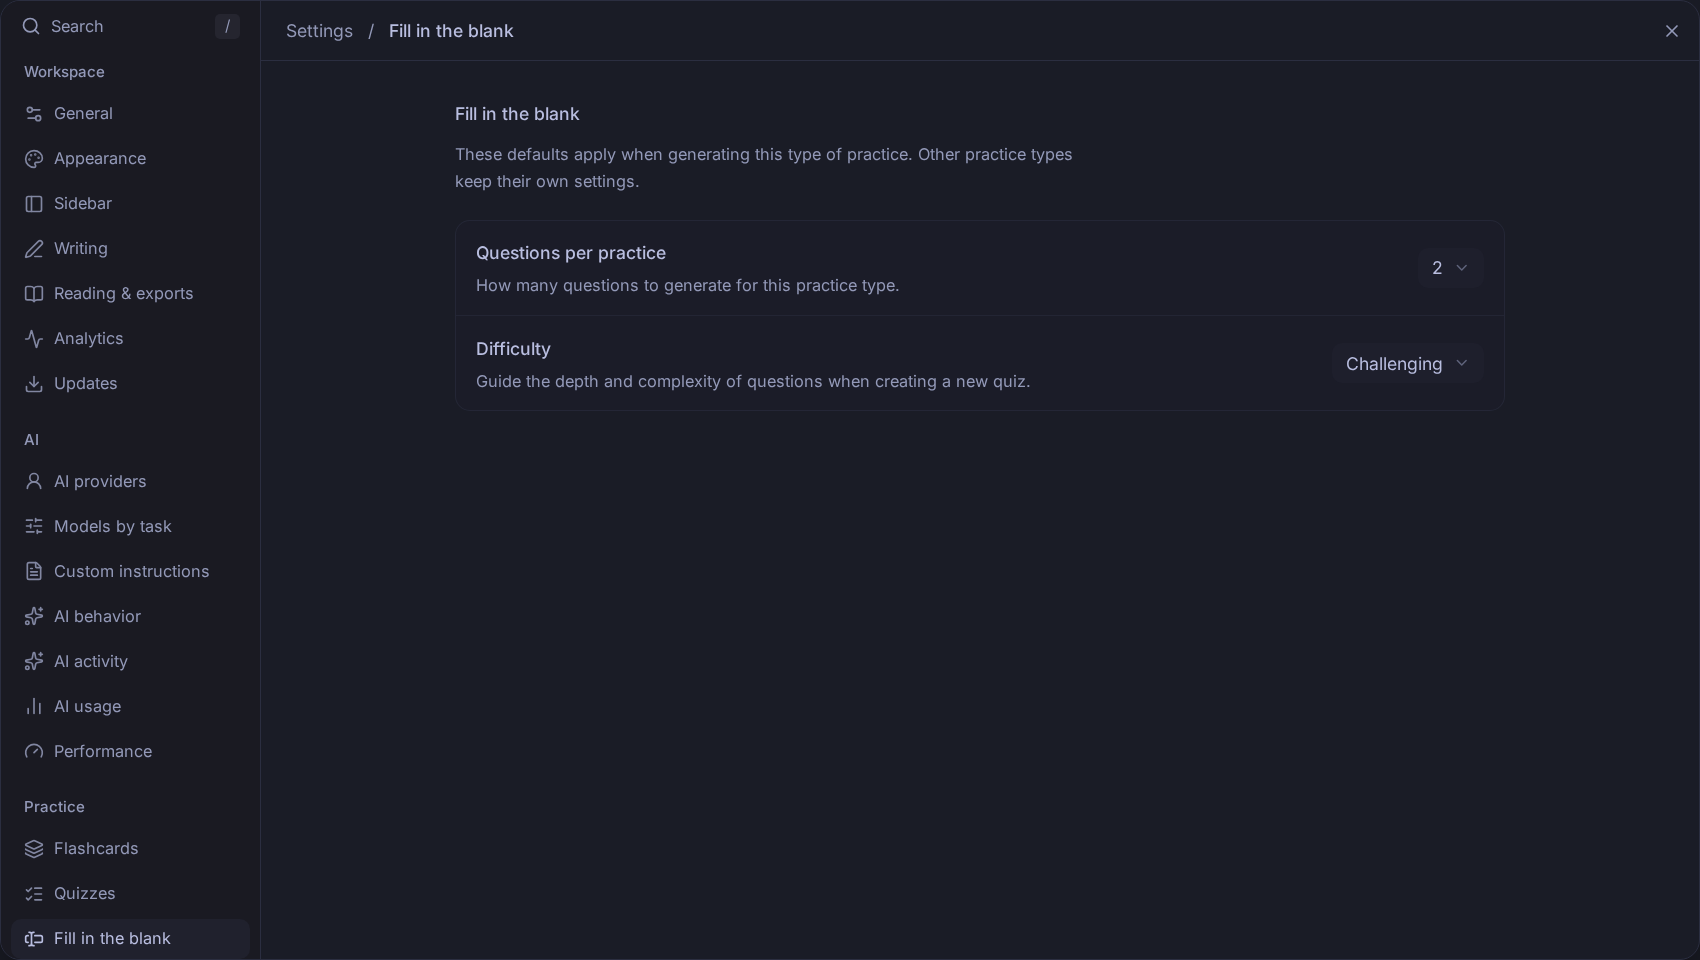 Search /
Workspace
General
Appearance
Sidebar
Writing
Reading & exports
Analytics
Updates
AI
AI providers
Models by task
Custom instructions
AI behavior
AI activity
AI usage
Performance
Practice
Flashcards
Quizzes
Fill in the blank
Settings / Fill in the blank
Fill in the blank
These defaults apply when generating this type of practice. Other practice types
keep their own settings.
Questions per practice
How many questions to generate for this practice type.
2
Difficulty
Guide the depth and complexity of questions when creating a new quiz.
Challenging